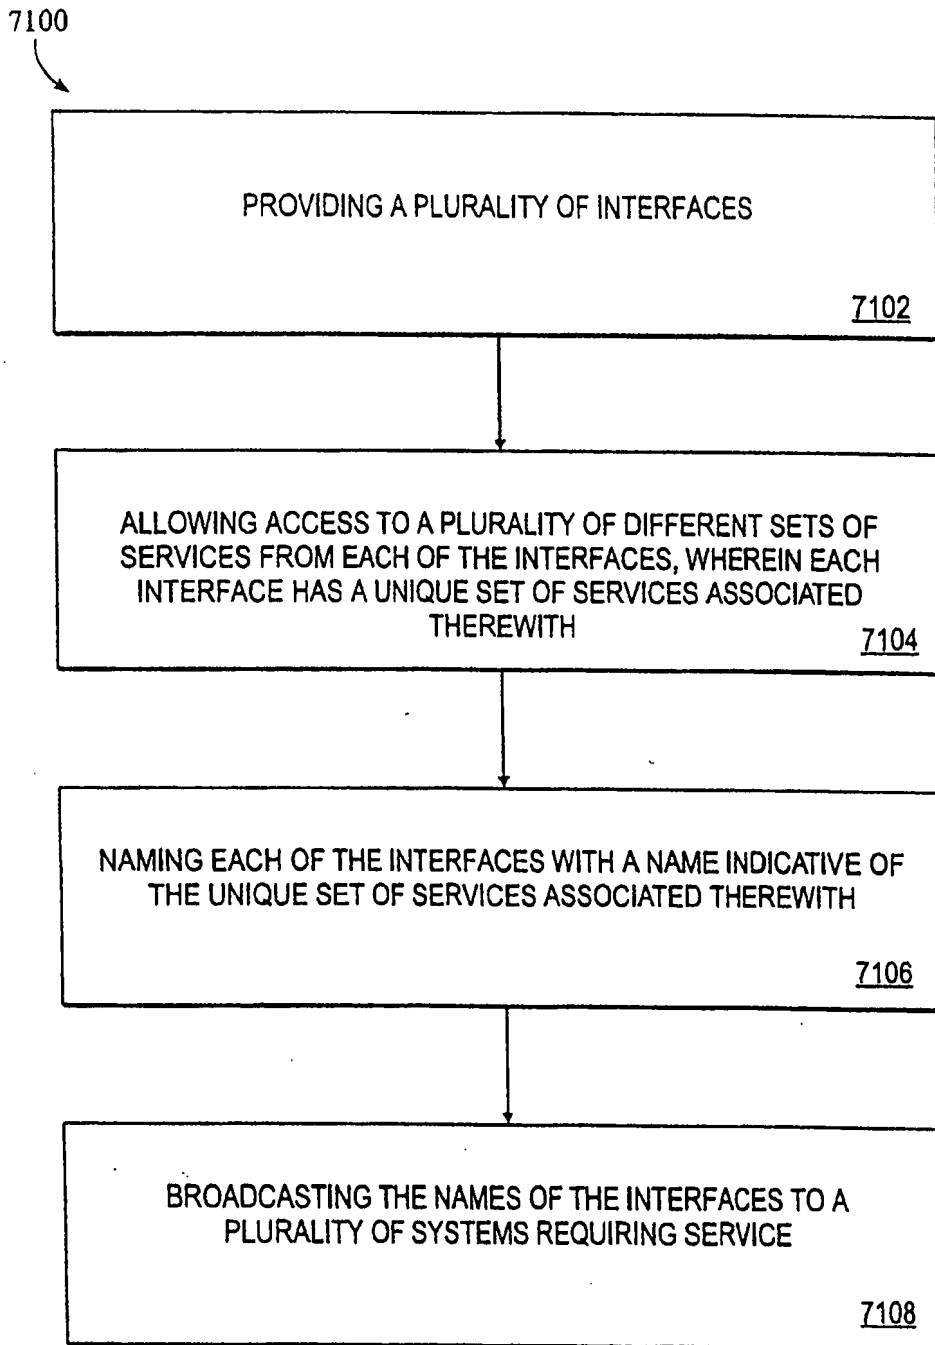 7100
PROVIDING A PLURALITY OF INTERFACES
7102
ALLOWING ACCESS TO A PLURALITY OF DIFFERENT SETS OF
SERVICES FROM EACH OF THE INTERFACES, WHEREIN EACH
INTERFACE HAS A UNIQUE SET OF SERVICES ASSOCIATED
THEREWITH
7104
NAMING EACH OF THE INTERFACES WITH A NAME INDICATIVE OF
THE UNIQUE SET OF SERVICES ASSOCIATED THEREWITH
7106
BROADCASTING THE NAMES OF THE INTERFACES TO A
PLURALITY OF SYSTEMS REQUIRING SERVICE
7108